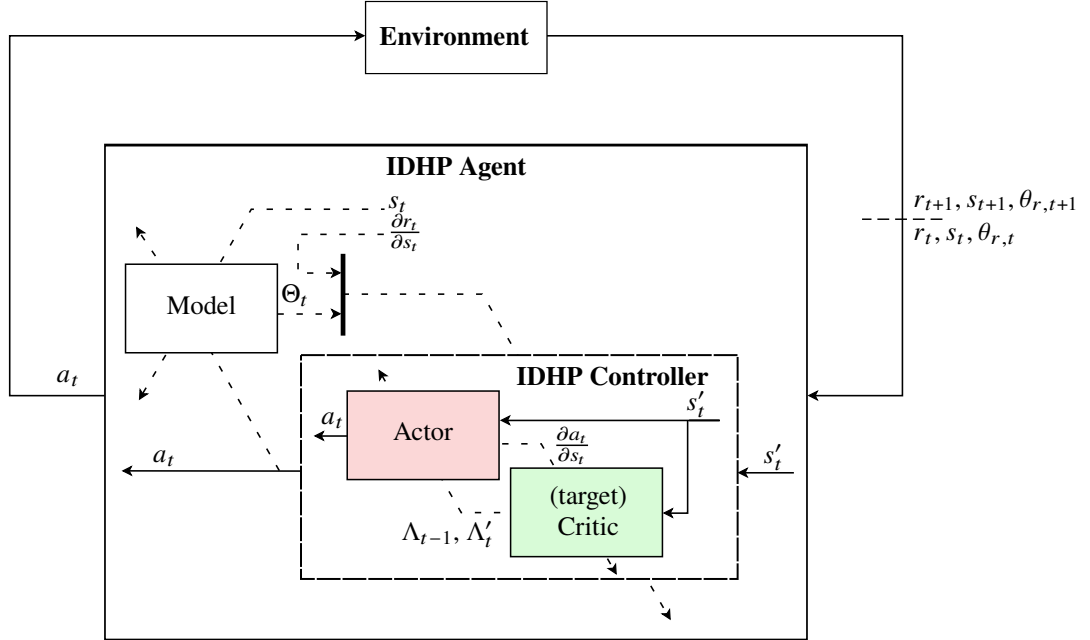 Environment
IDHP Agent
s_t
∂r_t/∂s_t
r_{t+1}, s_{t+1}, θ_{r,t+1}
r_t, s_t, θ_{r,t}
Model
Θ_t
IDHP Controller
a_t
a_t
Actor
s'_t
∂a_t/∂s_t
a_t
s'_t
(target)
Critic
Λ_{t−1}, Λ'_t